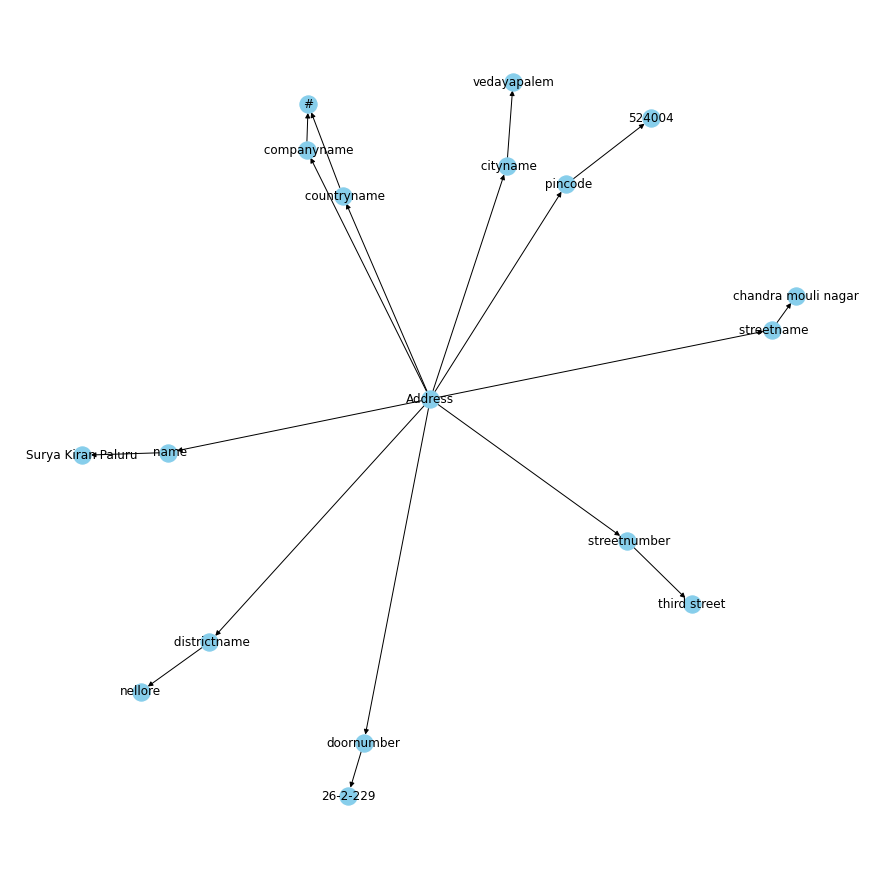 vedayapalem
#
524004
companyname
cityname
pincode
countryname
chandra mouli nagar
streetname
Address
Surya Kiran Paluru
name
streetnumber
third street
districtname
nellore
doornumber
26-2-229